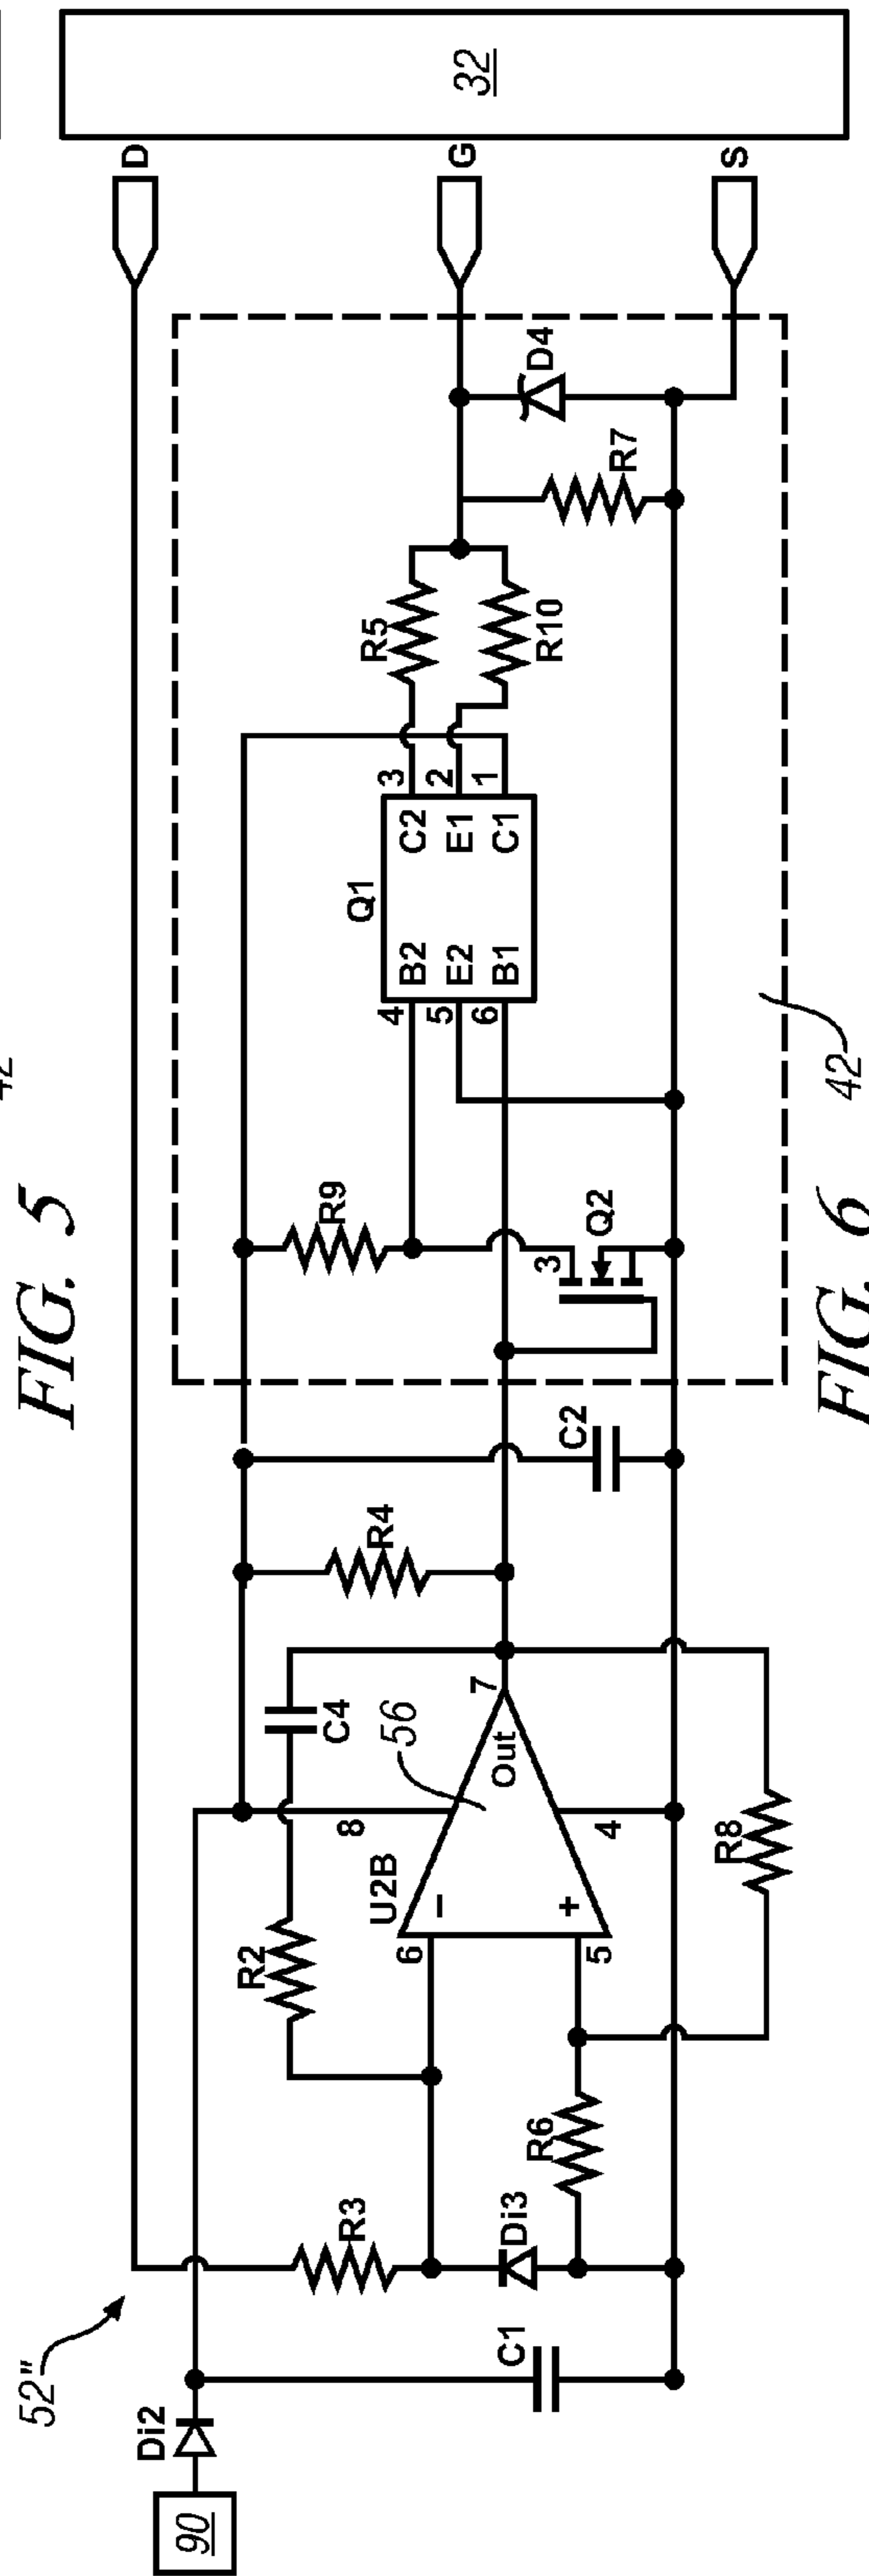 FIG. 5
42
52"
90
Di2
C1
R3
Di3
R6
R2
C4
U2B
56
6
5
8
4
7
Out
−
+
R8
R4
C2
R9
Q2
3
Q1
B2
E2
B1
4
5
6
C2
E1
C1
3
2
1
R5
R10
R7
D4
D
G
S
32
42
FIG. 6